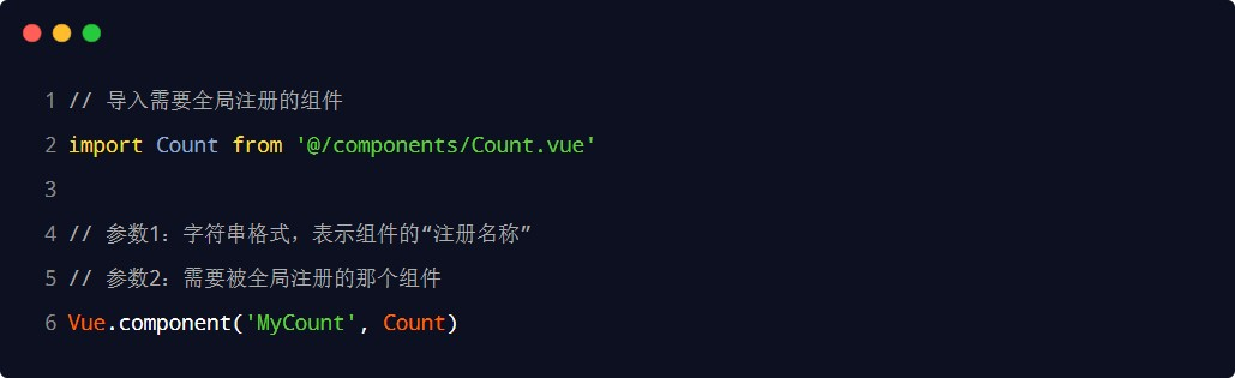 1 // 导入需要全局注册的组件
2 import Count from '@/components/Count.vue'
3
4 // 参数1：字符串格式，表示组件的“注册名称”
5 // 参数2：需要被全局注册的那个组件
6 Vue.component('MyCount', Count)